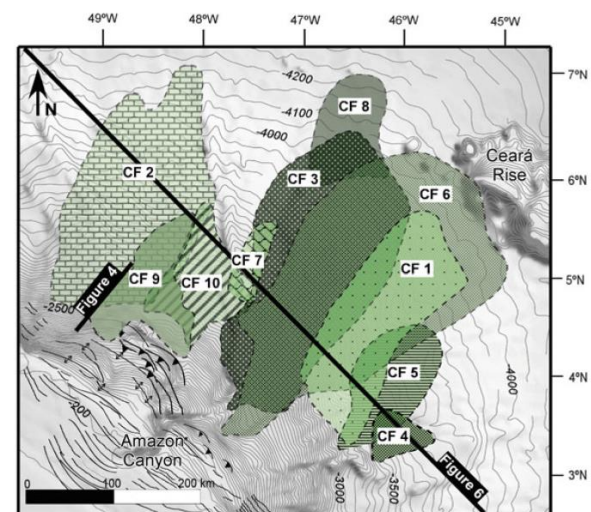 49ºW 48ºW 47ºW 46ºW 45ºW
7ºN
-4200
CF 8
-4100
N
-4000
Ceará
Rise
CF 2
CF 3
6ºN
CF 6
CF 7
CF 1
CF 9
CF 10
5ºN
Figure 4
-2500
CF 5
4ºN
-4000
-200
CF 4
Amazon
Canyon
Figure 6
3ºN
-3000
-3500
0 100 200 km